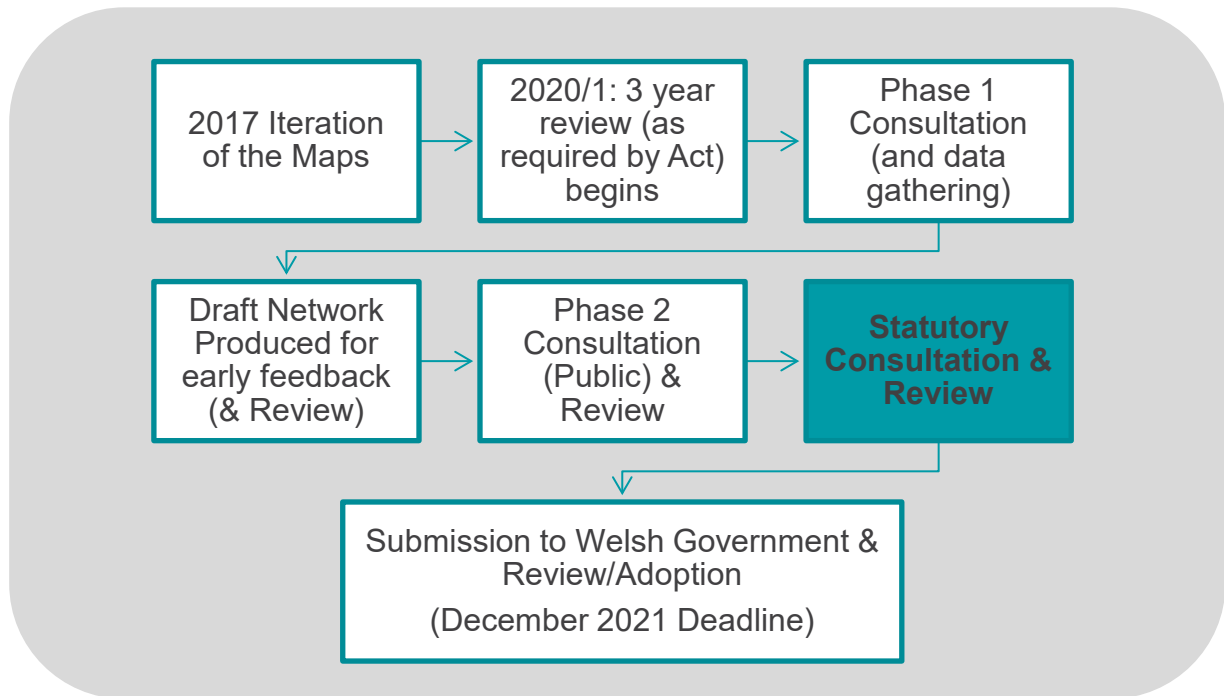 2017 Iteration
of the Maps
2020/1: 3 year
review (as
required by Act)
begins
Phase 1
Consultation
(and data
gathering)
Draft Network
Produced for
early feedback
(& Review)
Phase 2
Consultation
(Public) &
Review
Statutory
Consultation &
Review
Submission to Welsh Government &
Review/Adoption
(December 2021 Deadline)